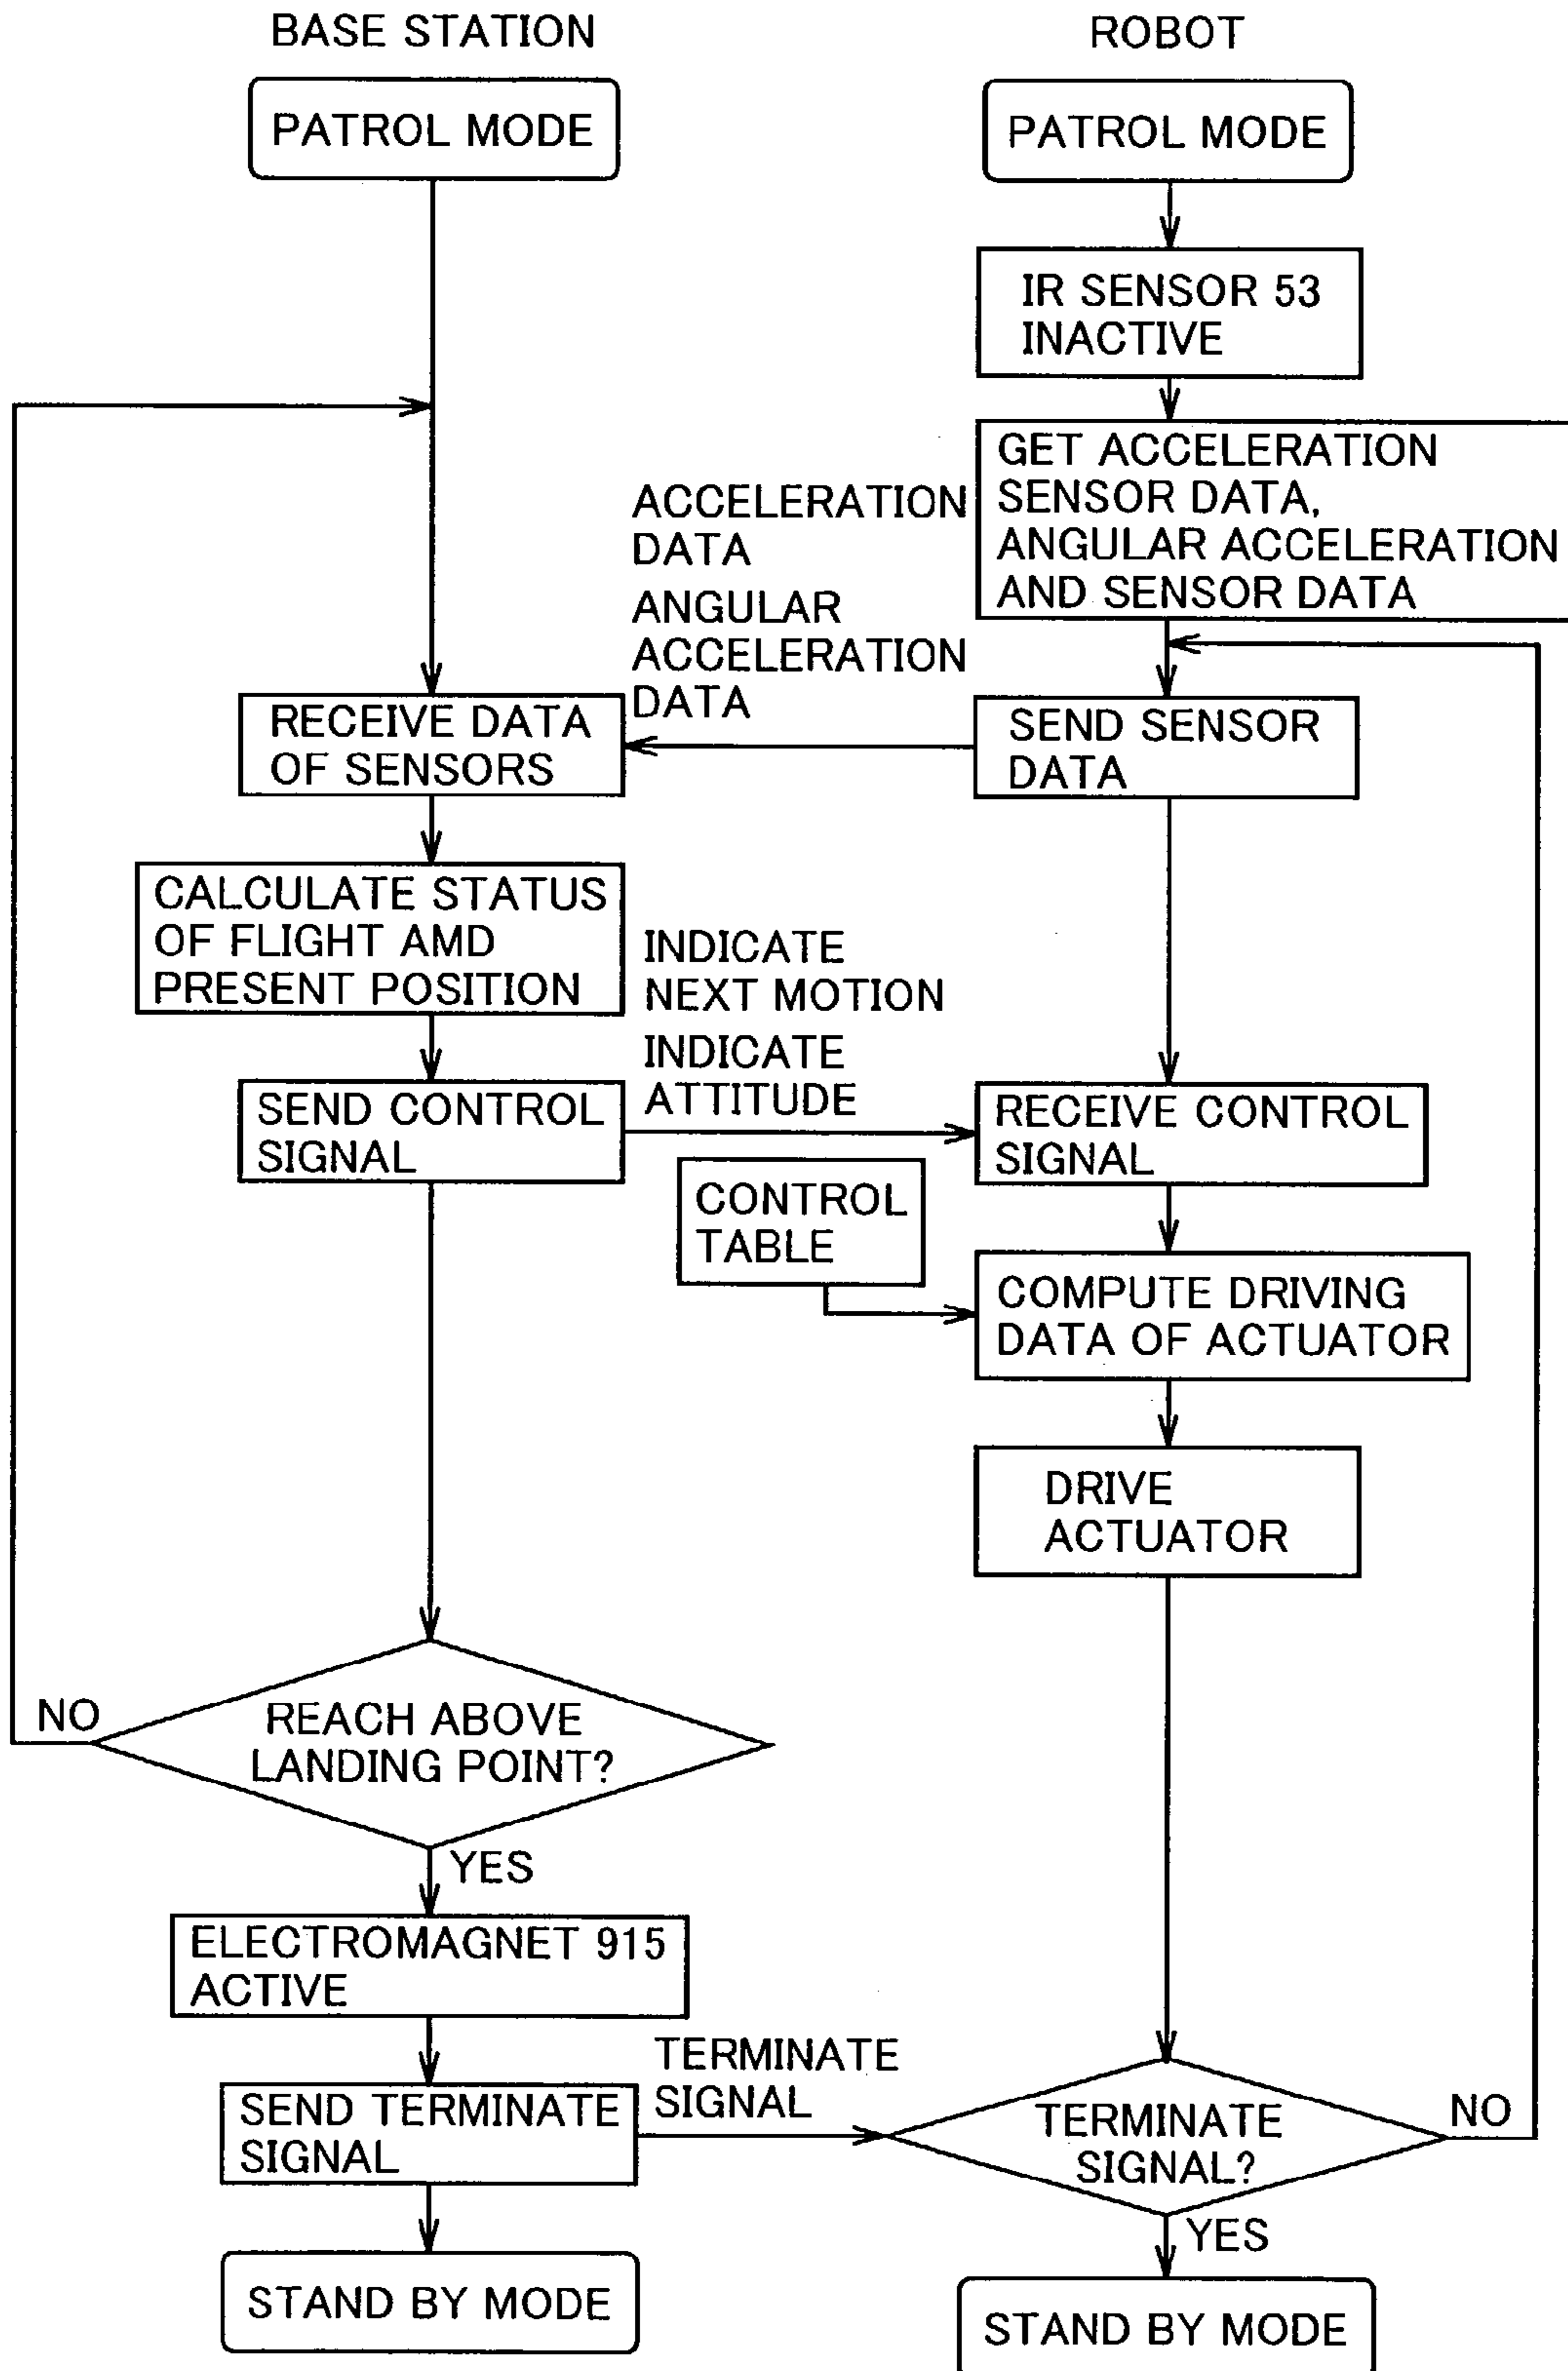 BASE STATION
ROBOT
PATROL MODE
PATROL MODE
IR SENSOR 53
INACTIVE
GET ACCELERATION
SENSOR DATA,
ANGULAR ACCELERATION
AND SENSOR DATA
ACCELERATION
DATA
ANGULAR
ACCELERATION
DATA
RECEIVE DATA
OF SENSORS
SEND SENSOR
DATA
CALCULATE STATUS
OF FLIGHT AMD
PRESENT POSITION
INDICATE
NEXT MOTION
INDICATE
ATTITUDE
SEND CONTROL
SIGNAL
RECEIVE CONTROL
SIGNAL
CONTROL
TABLE
COMPUTE DRIVING
DATA OF ACTUATOR
DRIVE
ACTUATOR
NO
REACH ABOVE
LANDING POINT?
YES
ELECTROMAGNET 915
ACTIVE
TERMINATE
SIGNAL
SEND TERMINATE
SIGNAL
TERMINATE
SIGNAL?
NO
YES
STAND BY MODE
STAND BY MODE